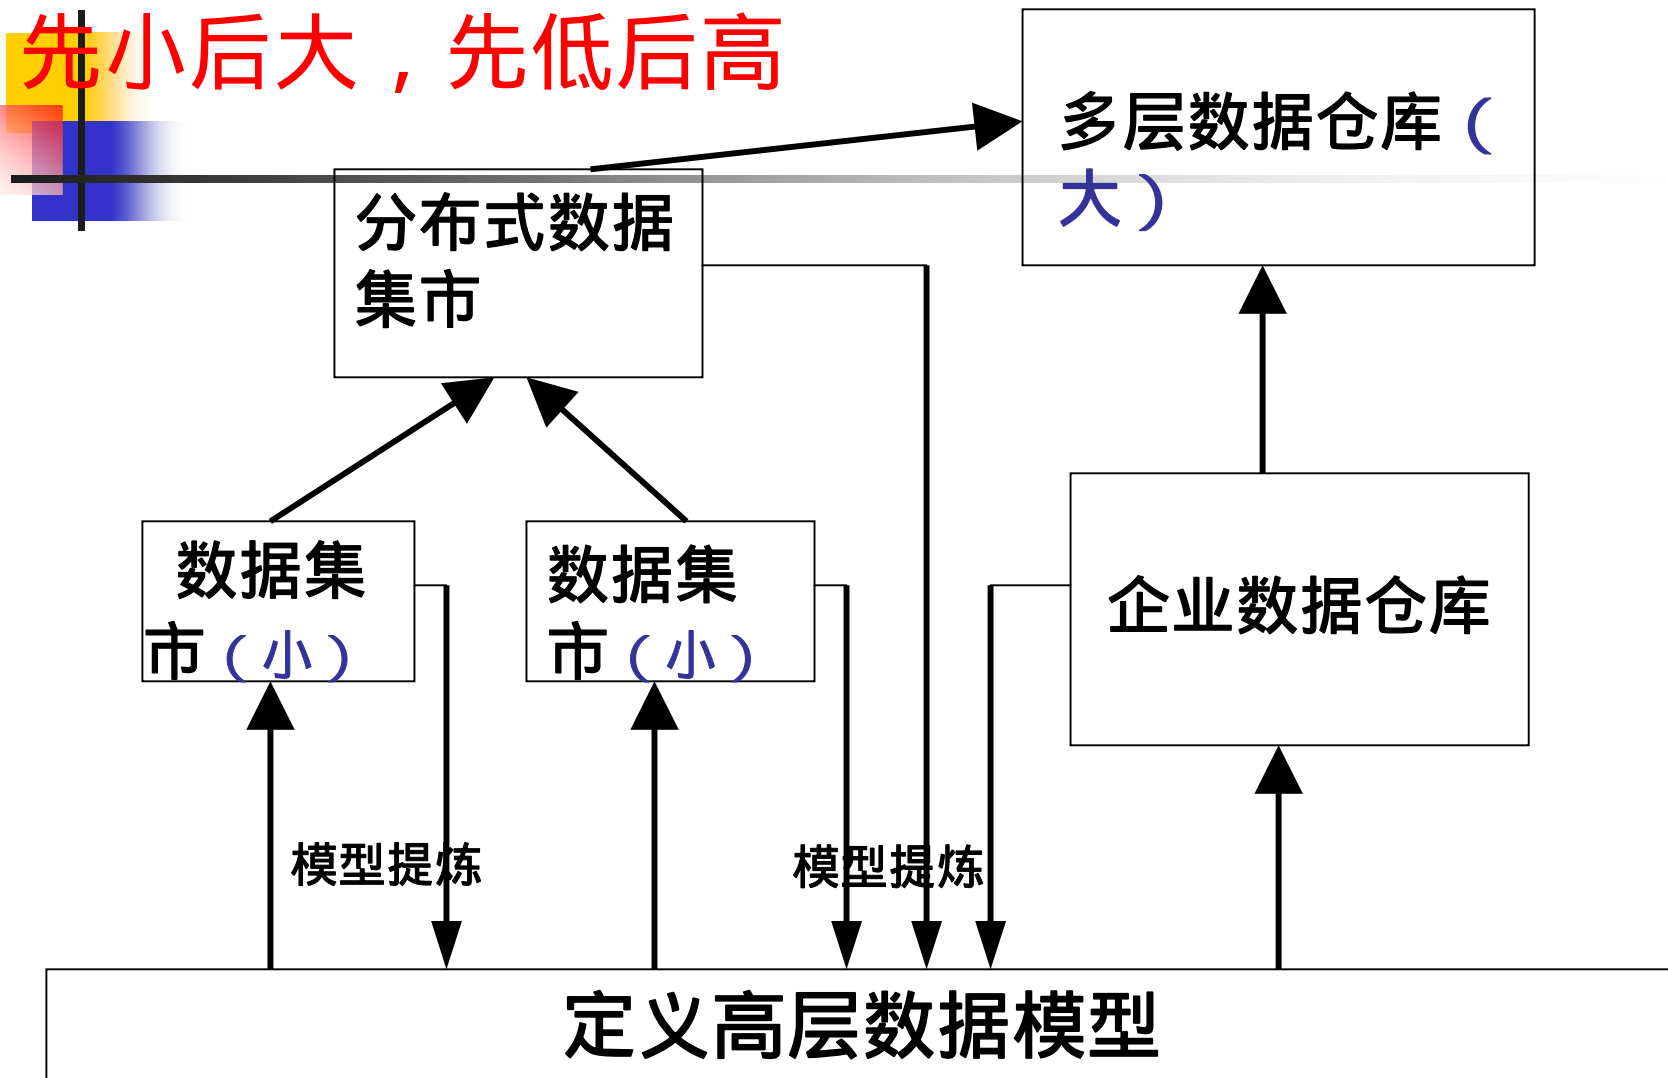 先小后大，先低后高
多层数据仓库（
大）
分布式数据
集市
数据集
市（小）
数据集
市（小）
企业数据仓库
模型提炼
模型提炼
定义高层数据模型